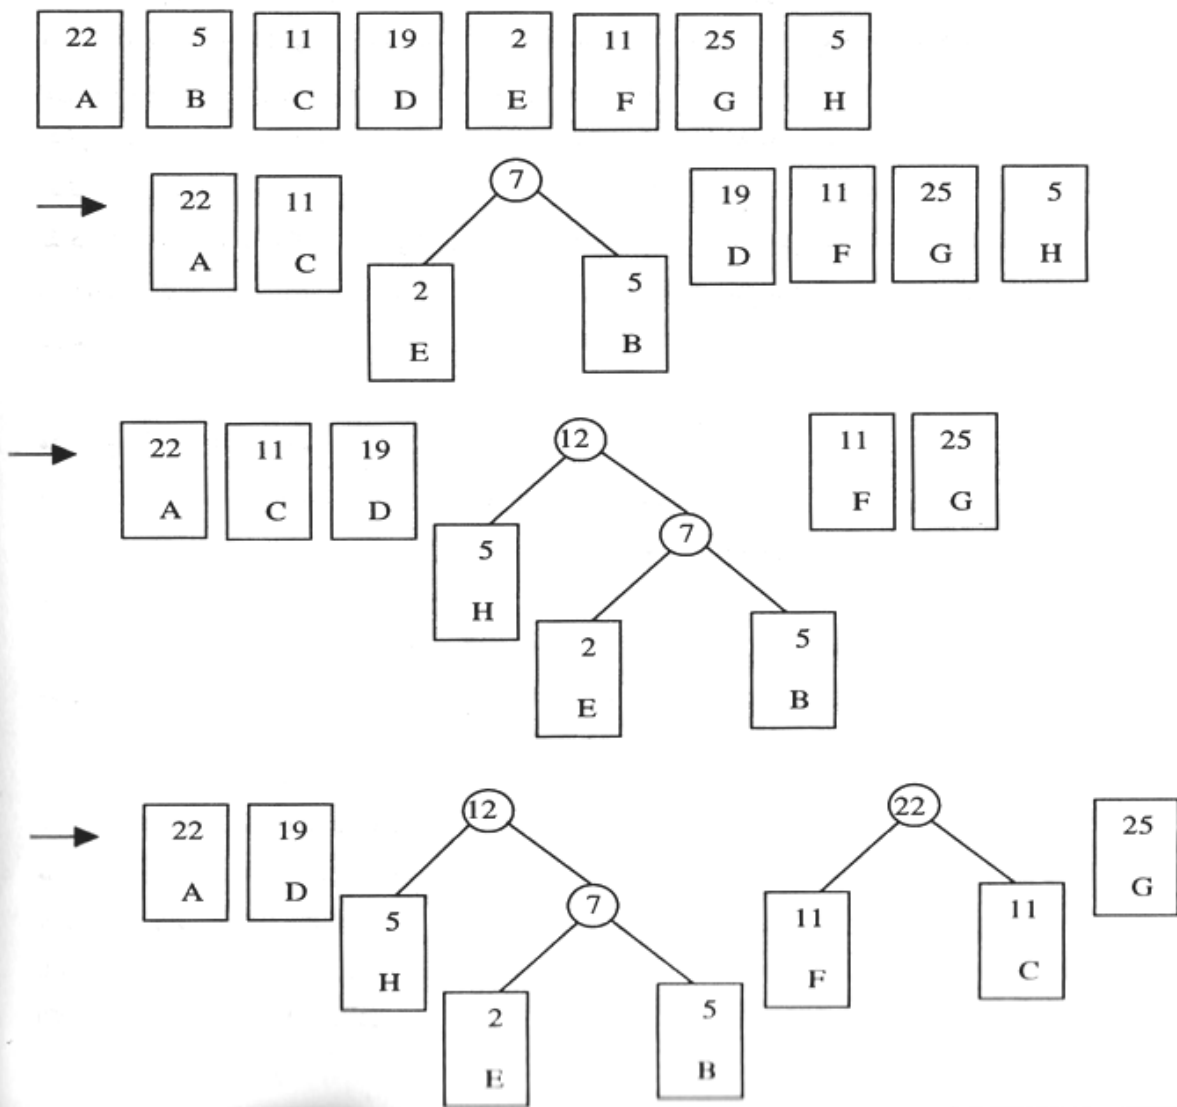 22 5 11 19 2 11 25 5
A B C D E F G H
7
22 11 19 11 25 5
A C D F G H
2 5
E B
12
22 11 19 11 25
A C D F G
7
5
H
2 5
E B
12 22
22 19 25
A D G
7
5 11 11
H F C
2 5
E B